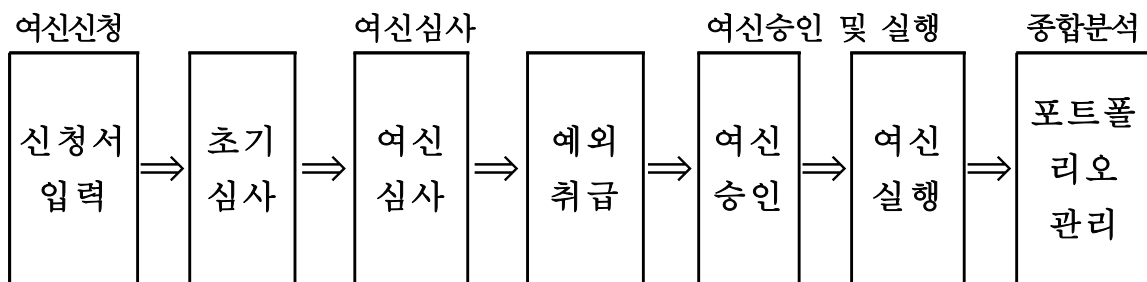 여신신청
여신심사
여신승인 및 실행
종합분석
신청서
입력
초기
심사
여신
심사
예외
취급
여신
승인
여신
실행
포트폴
리오
관리